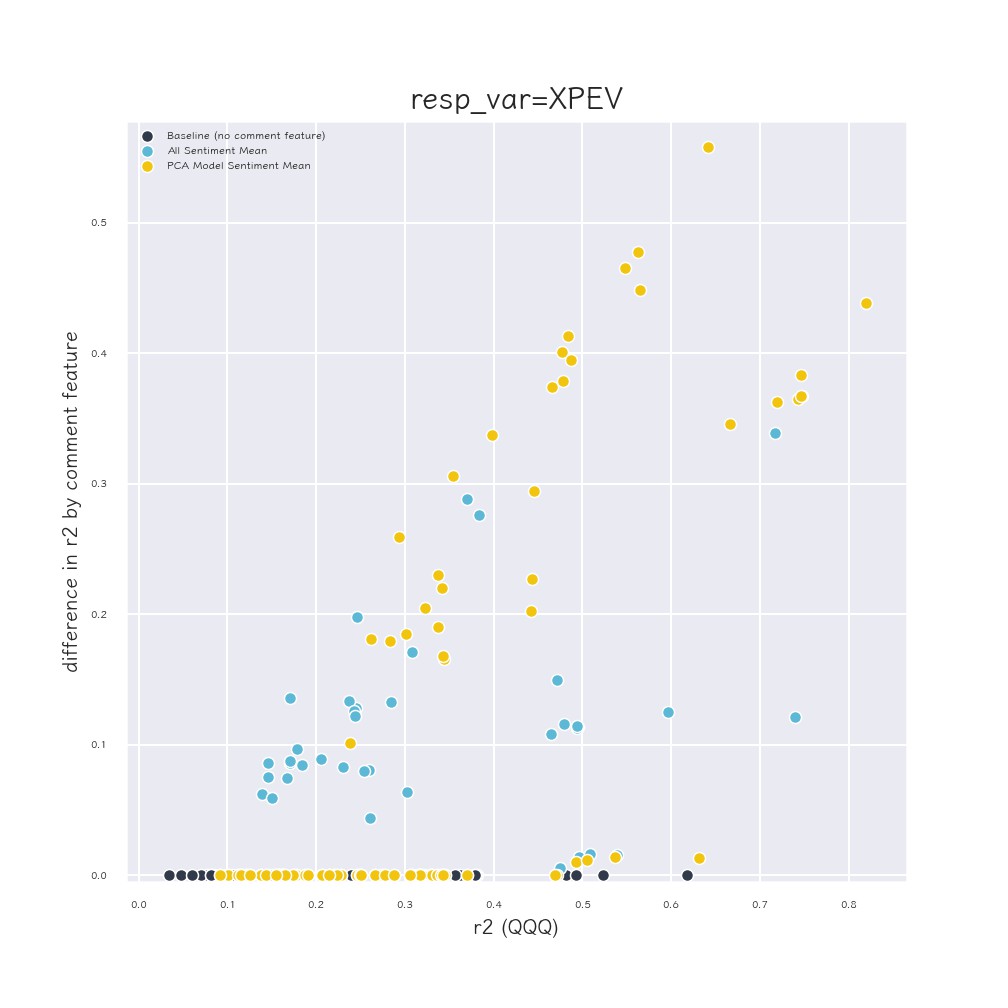 resp_var=XPEV
Baseline (no comment feature)
All Sentiment Mean
PCA Model Sentiment Mean
difference in r2 by comment feature
0.5
0.4
0.3
0.2
0.1
0.0
0.0 0.1 0.2 0.3 0.4 0.5 0.6 0.7 0.8
r2 (QQQ)